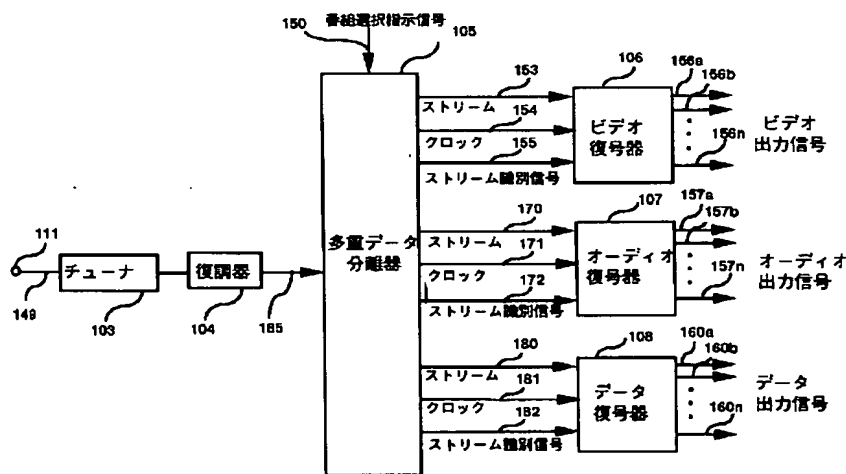 番組選択指示信号
150
105
153
ストリーム
154
クロック
155
ストリーム識別信号
106
ビデオ
復号器
156a
156b
156n
ビデオ
出力信号
111
149
チューナ
103
復調器
104
185
多重データ
分離器
170
ストリーム
171
クロック
172
ストリーム識別信号
107
オーディオ
復号器
157a
157b
157n
オーディオ
出力信号
180
ストリーム
181
クロック
182
ストリーム識別信号
108
データ
復号器
160a
160b
160n
データ
出力信号